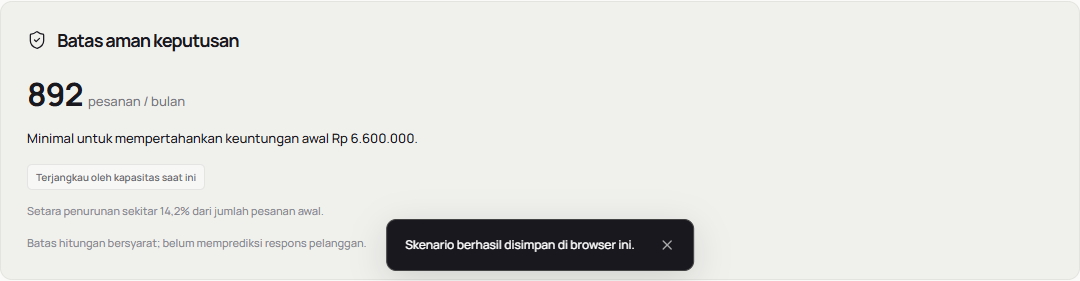 Batas aman keputusan
892 pesanan / bulan
Minimal untuk mempertahankan keuntungan awal Rp 6.600.000.
Terjangkau oleh kapasitas saat ini
Setara penurunan sekitar 14,2% dari jumlah pesanan awal.
Batas hitungan bersyarat; belum memprediksi respons pelanggan.
Skenario berhasil disimpan di browser ini.